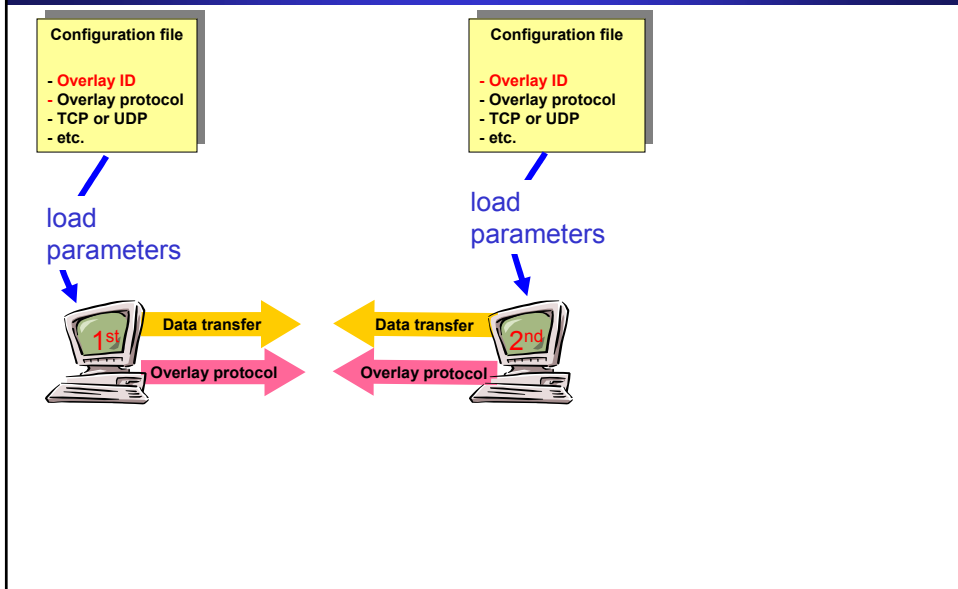 Configuration file
- Overlay ID
- Overlay protocol
- TCP or UDP
- etc.
Configuration file
- Overlay ID
- Overlay protocol
- TCP or UDP
- etc.
load
parameters
load
parameters
1st
Data transfer
Overlay protocol
Data transfer
Overlay protocol
2nd